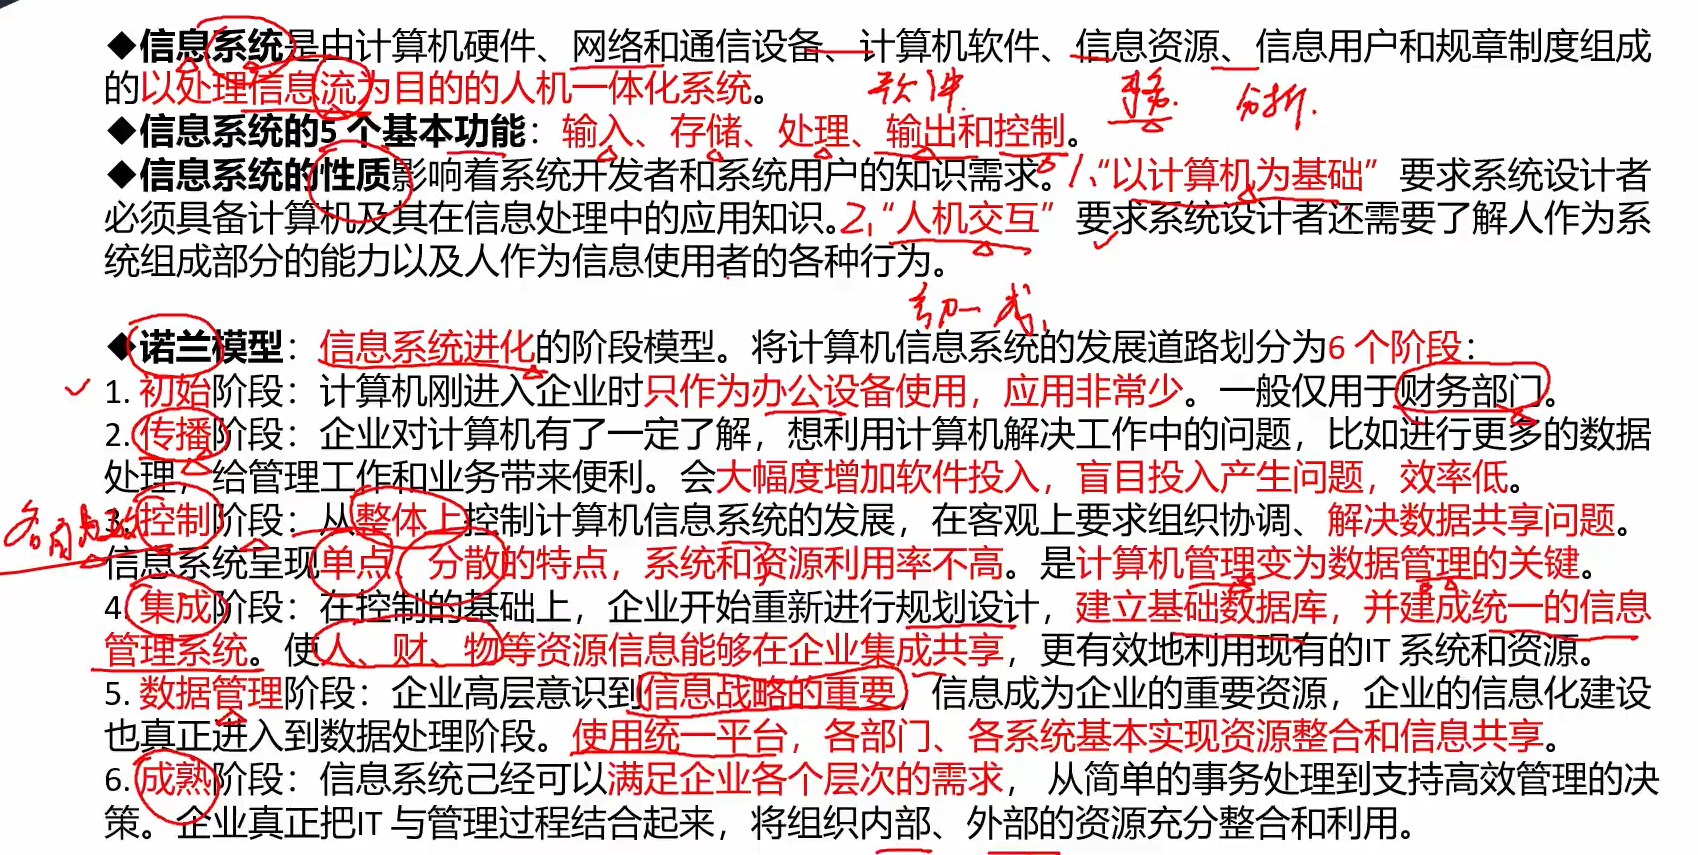 ◆信息系统是由计算机硬件、网络和通信设备、计算机软件、信息资源、信息用户和规章制度组成
的以处理信息流为目的的人机一体化系统。
软件 事务. 分析.
◆信息系统的5 个基本功能：输入、存储、处理、输出和控制。
◆信息系统的性质影响着系统开发者和系统用户的知识需求。1、“以计算机为基础”要求系统设计者
必须具备计算机及其在信息处理中的应用知识。2、“人机交互”要求系统设计者还需要了解人作为系
统组成部分的能力以及人作为信息使用者的各种行为。
◆诺兰模型：信息系统进化的阶段模型。将计算机信息系统的发展道路划分为6 个阶段：
1. 初始阶段：计算机刚进入企业时只作为办公设备使用，应用非常少。一般仅用于财务部门。
2. 传播阶段：企业对计算机有了一定了解，想利用计算机解决工作中的问题，比如进行更多的数据
处理，给管理工作和业务带来便利。会大幅度增加软件投入，盲目投入产生问题，效率低。
3. 控制阶段：从整体上控制计算机信息系统的发展，在客观上要求组织协调、解决数据共享问题。
信息系统呈现单点、分散的特点，系统和资源利用率不高。是计算机管理变为数据管理的关键。
4. 集成阶段：在控制的基础上，企业开始重新进行规划设计，建立基础数据库，并建成统一的信息
管理系统。使人、财、物等资源信息能够在企业集成共享，更有效地利用现有的IT 系统和资源。
5. 数据管理阶段：企业高层意识到信息战略的重要，信息成为企业的重要资源，企业的信息化建设
也真正进入到数据处理阶段。使用统一平台，各部门、各系统基本实现资源整合和信息共享。
6. 成熟阶段：信息系统己经可以满足企业各个层次的需求，从简单的事务处理到支持高效管理的决
策。企业真正把IT 与管理过程结合起来，将组织内部、外部的资源充分整合和利用。